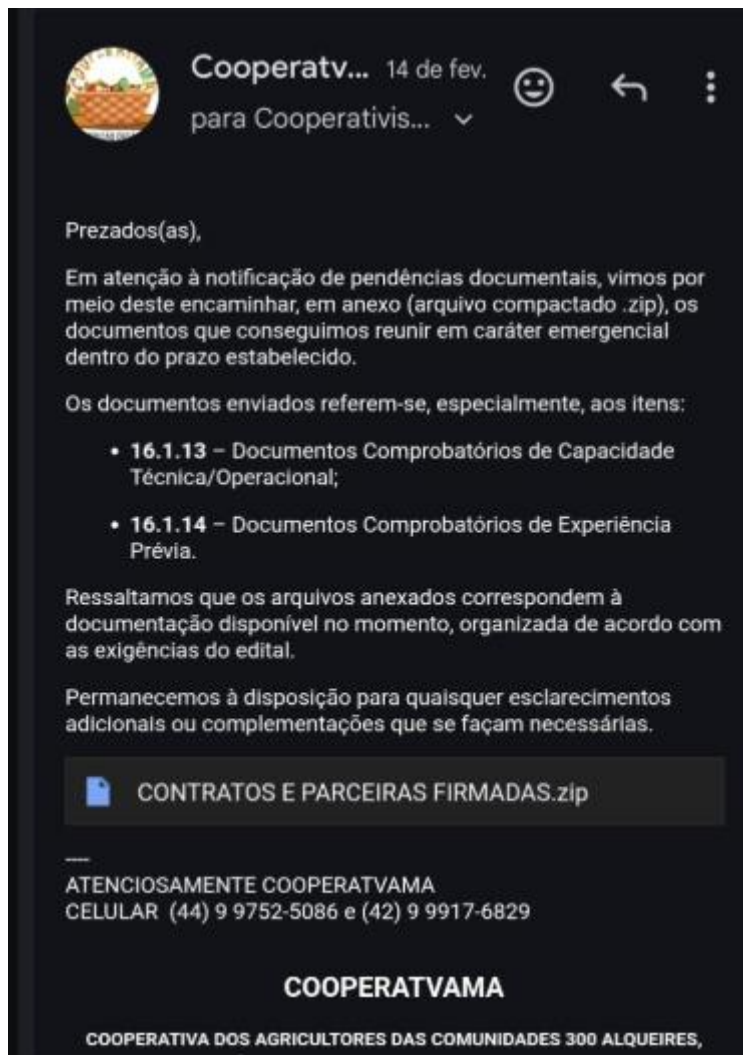 Cooperatv... 14 de fev.
para Cooperativis...
Prezados(as),
Em atenção à notificação de pendências documentais, vimos por
meio deste encaminhar, em anexo (arquivo compactado .zip), os
documentos que conseguimos reunir em caráter emergencial
dentro do prazo estabelecido.
Os documentos enviados referem-se, especialmente, aos itens:
• 16.1.13 – Documentos Comprobatórios de Capacidade
Técnica/Operacional;
• 16.1.14 – Documentos Comprobatórios de Experiência
Prévia.
Ressaltamos que os arquivos anexados correspondem à
documentação disponível no momento, organizada de acordo com
as exigências do edital.
Permanecemos à disposição para quaisquer esclarecimentos
adicionais ou complementações que se façam necessárias.
CONTRATOS E PARCEIRAS FIRMADAS.zip
---
ATENCIOSAMENTE COOPERATVAMA
CELULAR (44) 9 9752-5086 e (42) 9 9917-6829
COOPERATVAMA
COOPERATIVA DOS AGRICULTORES DAS COMUNIDADES 300 ALQUEIRES,